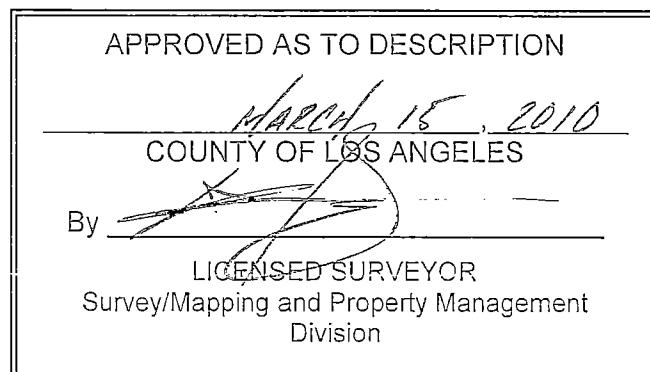 APPROVED AS TO DESCRIPTION
MARCH 15, 2010
COUNTY OF LOS ANGELES
By
LICENSED SURVEYOR
Survey/Mapping and Property Management
Division